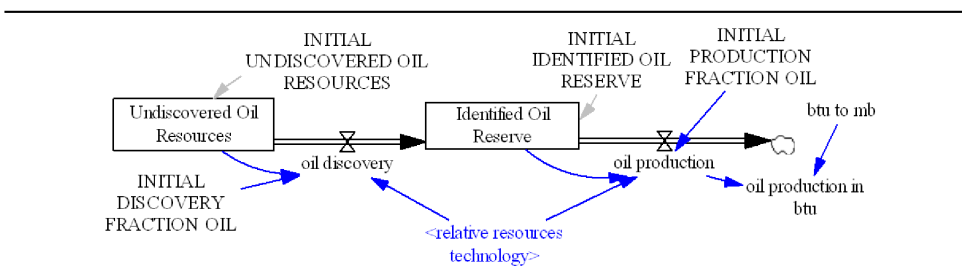 INITIAL
UNDISCOVERED OIL
RESOURCES
INITIAL
IDENTIFIED OIL
RESERVE
INITIAL
PRODUCTION
FRACTION OIL
Undiscovered Oil
Resources
Identified Oil
Reserve
btu to mb
oil discovery
oil production
oil production in
btu
INITIAL
DISCOVERY
FRACTION OIL
<relative resources
technology>